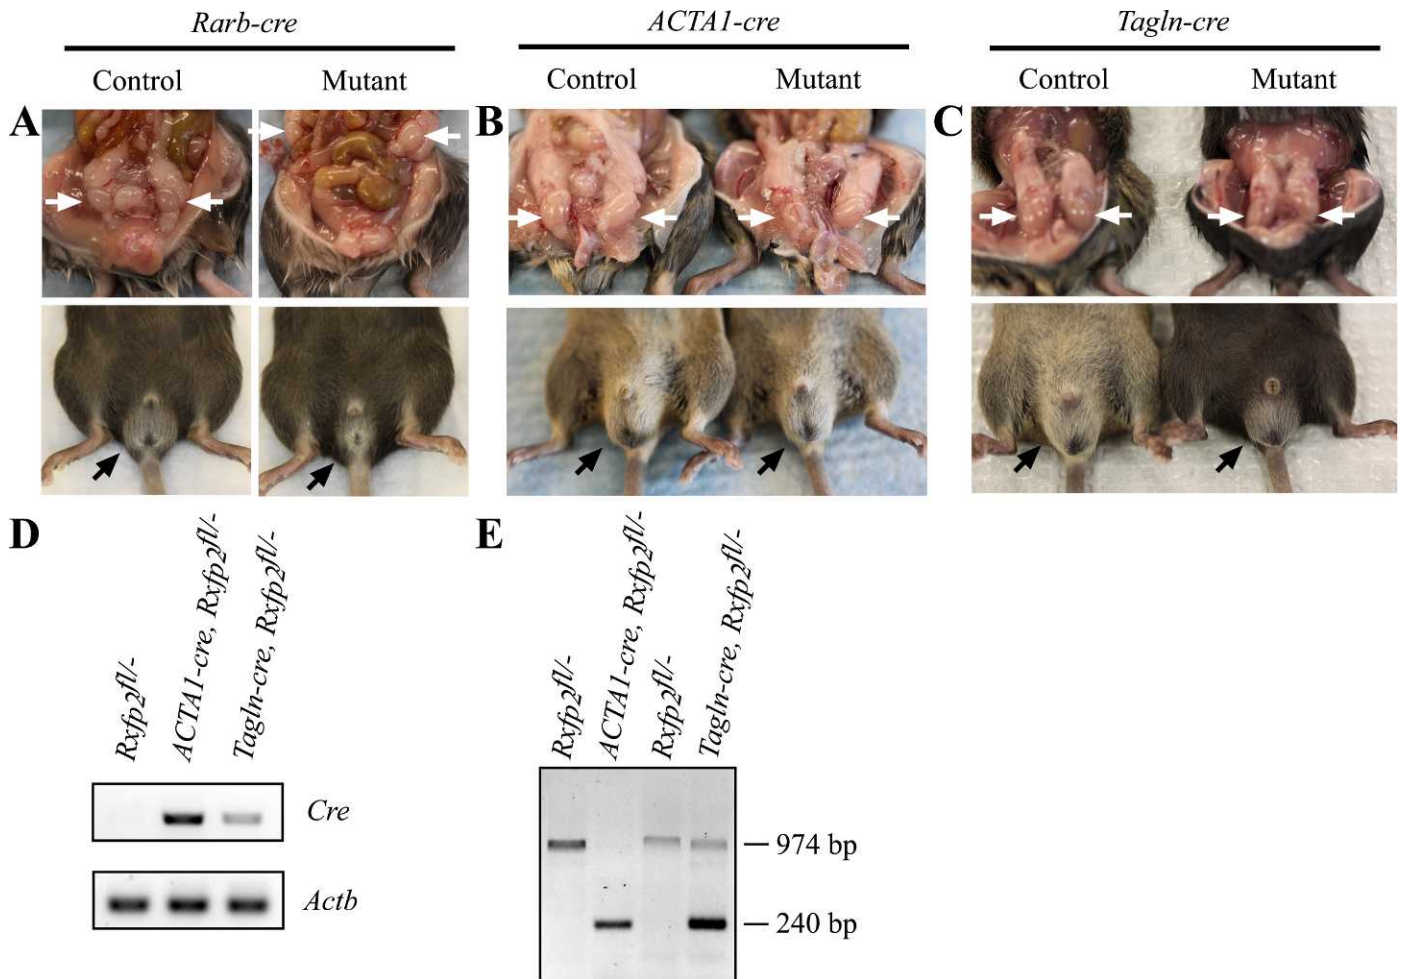 Rarb-cre
ACTA1-cre
Tagln-cre
Control
Mutant
Control
Mutant
Control
Mutant
A
B
C
D
E
Rxfp2fl/-
ACTA1-cre, Rxfp2fl/-
Tagln-cre, Rxfp2fl/-
Cre
Actb
Rxfp2fl/-
ACTA1-cre, Rxfp2fl/-
Rxfp2fl/-
Tagln-cre, Rxfp2fl/-
974 bp
240 bp